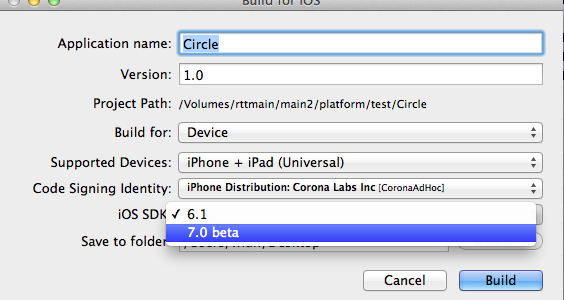 Build for iOS
Application name: Circle
Version: 1.0
Project Path: /Volumes/rttmain/main2/platform/test/Circle
Build for: Device
Supported Devices: iPhone + iPad (Universal)
Code Signing Identity: iPhone Distribution: Corona Labs Inc [CoronaAdHoc]
iOS SDK ✓ 6.1
7.0 beta
Save to folder
Cancel Build